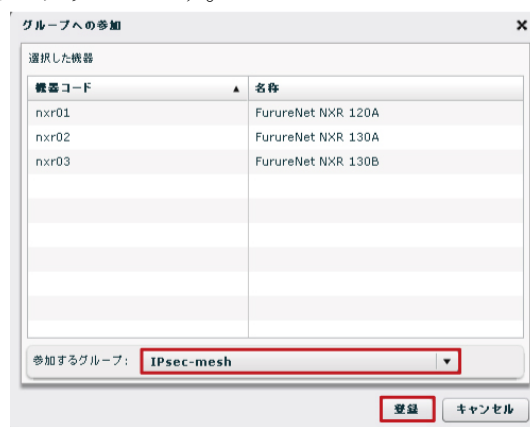 グループへの参加
選択した機器
機器コード ▲ 名称
nxr01 FurureNet NXR 120A
nxr02 FurureNet NXR 130A
nxr03 FurureNet NXR 130B
参加するグループ: IPsec-mesh ▼
登録 キャンセル